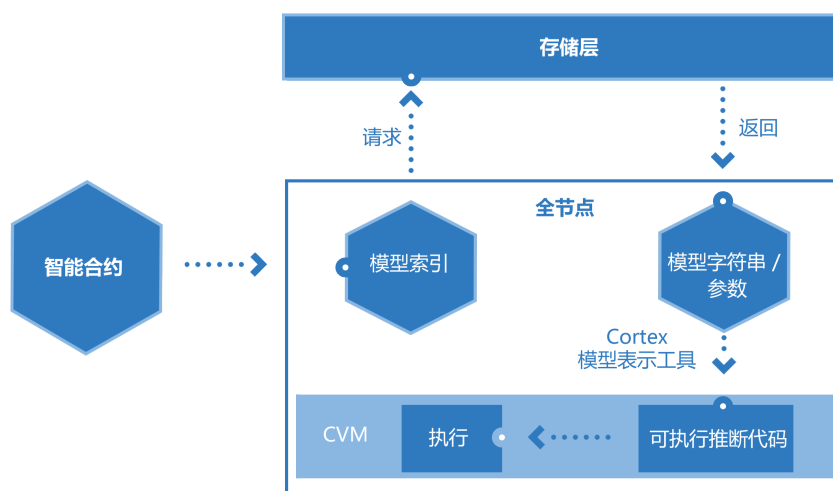 存储层
请求
返回
全节点
智能合约
模型索引
模型字符串 /
参数
Cortex
模型表示工具
CVM
执行
可执行推断代码